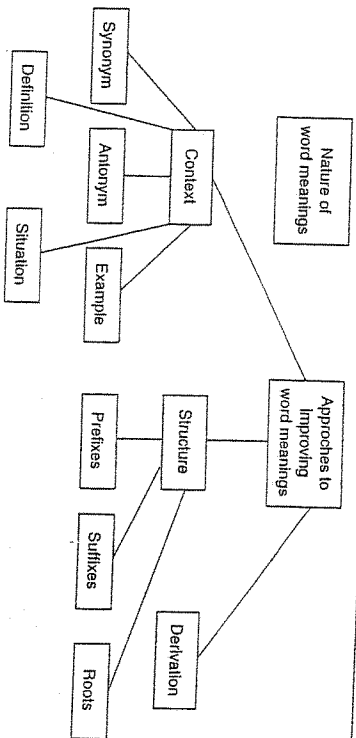 Nature of
word meanings
Approches to
Improving
word meanings
Context
Structure
Derivation
Synonym
Antonym
Example
Prefixes
Suffixes
Roots
Definition
Situation